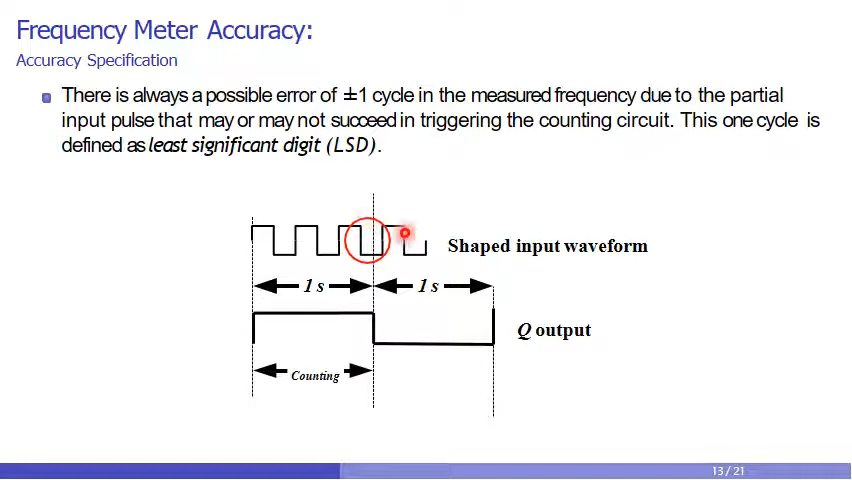 Frequency Meter Accuracy:
Accuracy Specification
There is always a possible error of ±1 cycle in the measured frequency due to the partial
input pulse that may or may not succeed in triggering the counting circuit. This one cycle is
defined as least significant digit (LSD).
Shaped input waveform
1 s 1 s
Q output
Counting
13 / 21